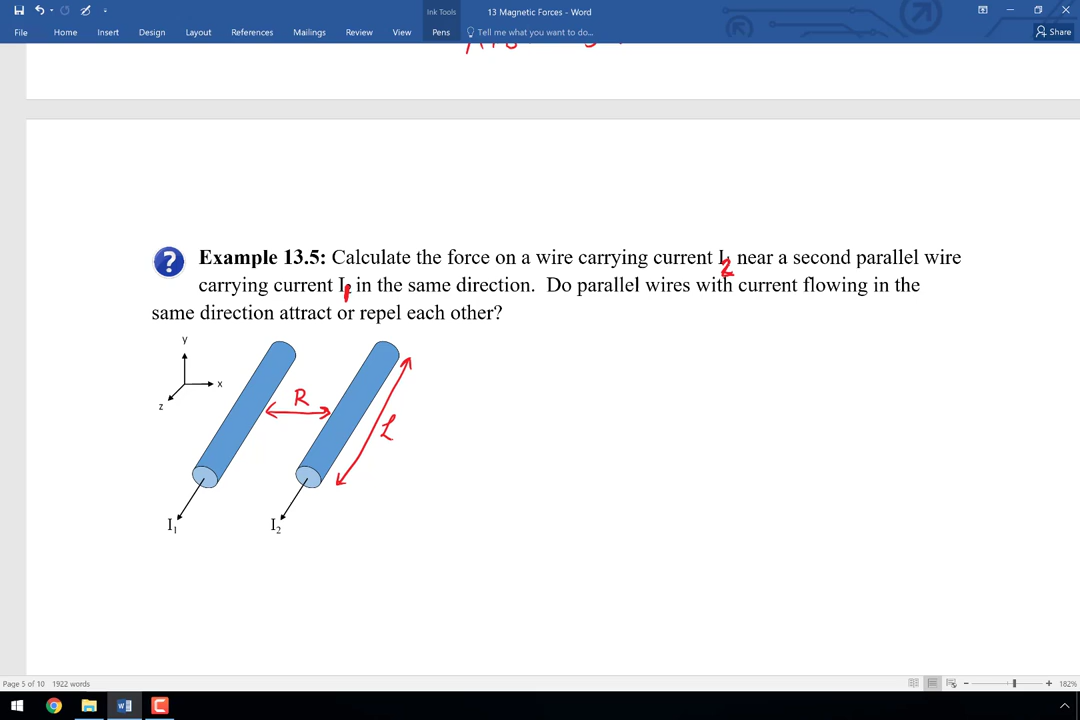 Ink Tools
13 Magnetic Forces - Word
File Home Insert Design Layout References Mailings Review View Pens Tell me what you want to do... Share
Example 13.5: Calculate the force on a wire carrying current I2 near a second parallel wire
carrying current I1 in the same direction. Do parallel wires with current flowing in the
same direction attract or repel each other?
y
x
z
R
L
I1
I2
Page 5 of 10 1922 words
182%